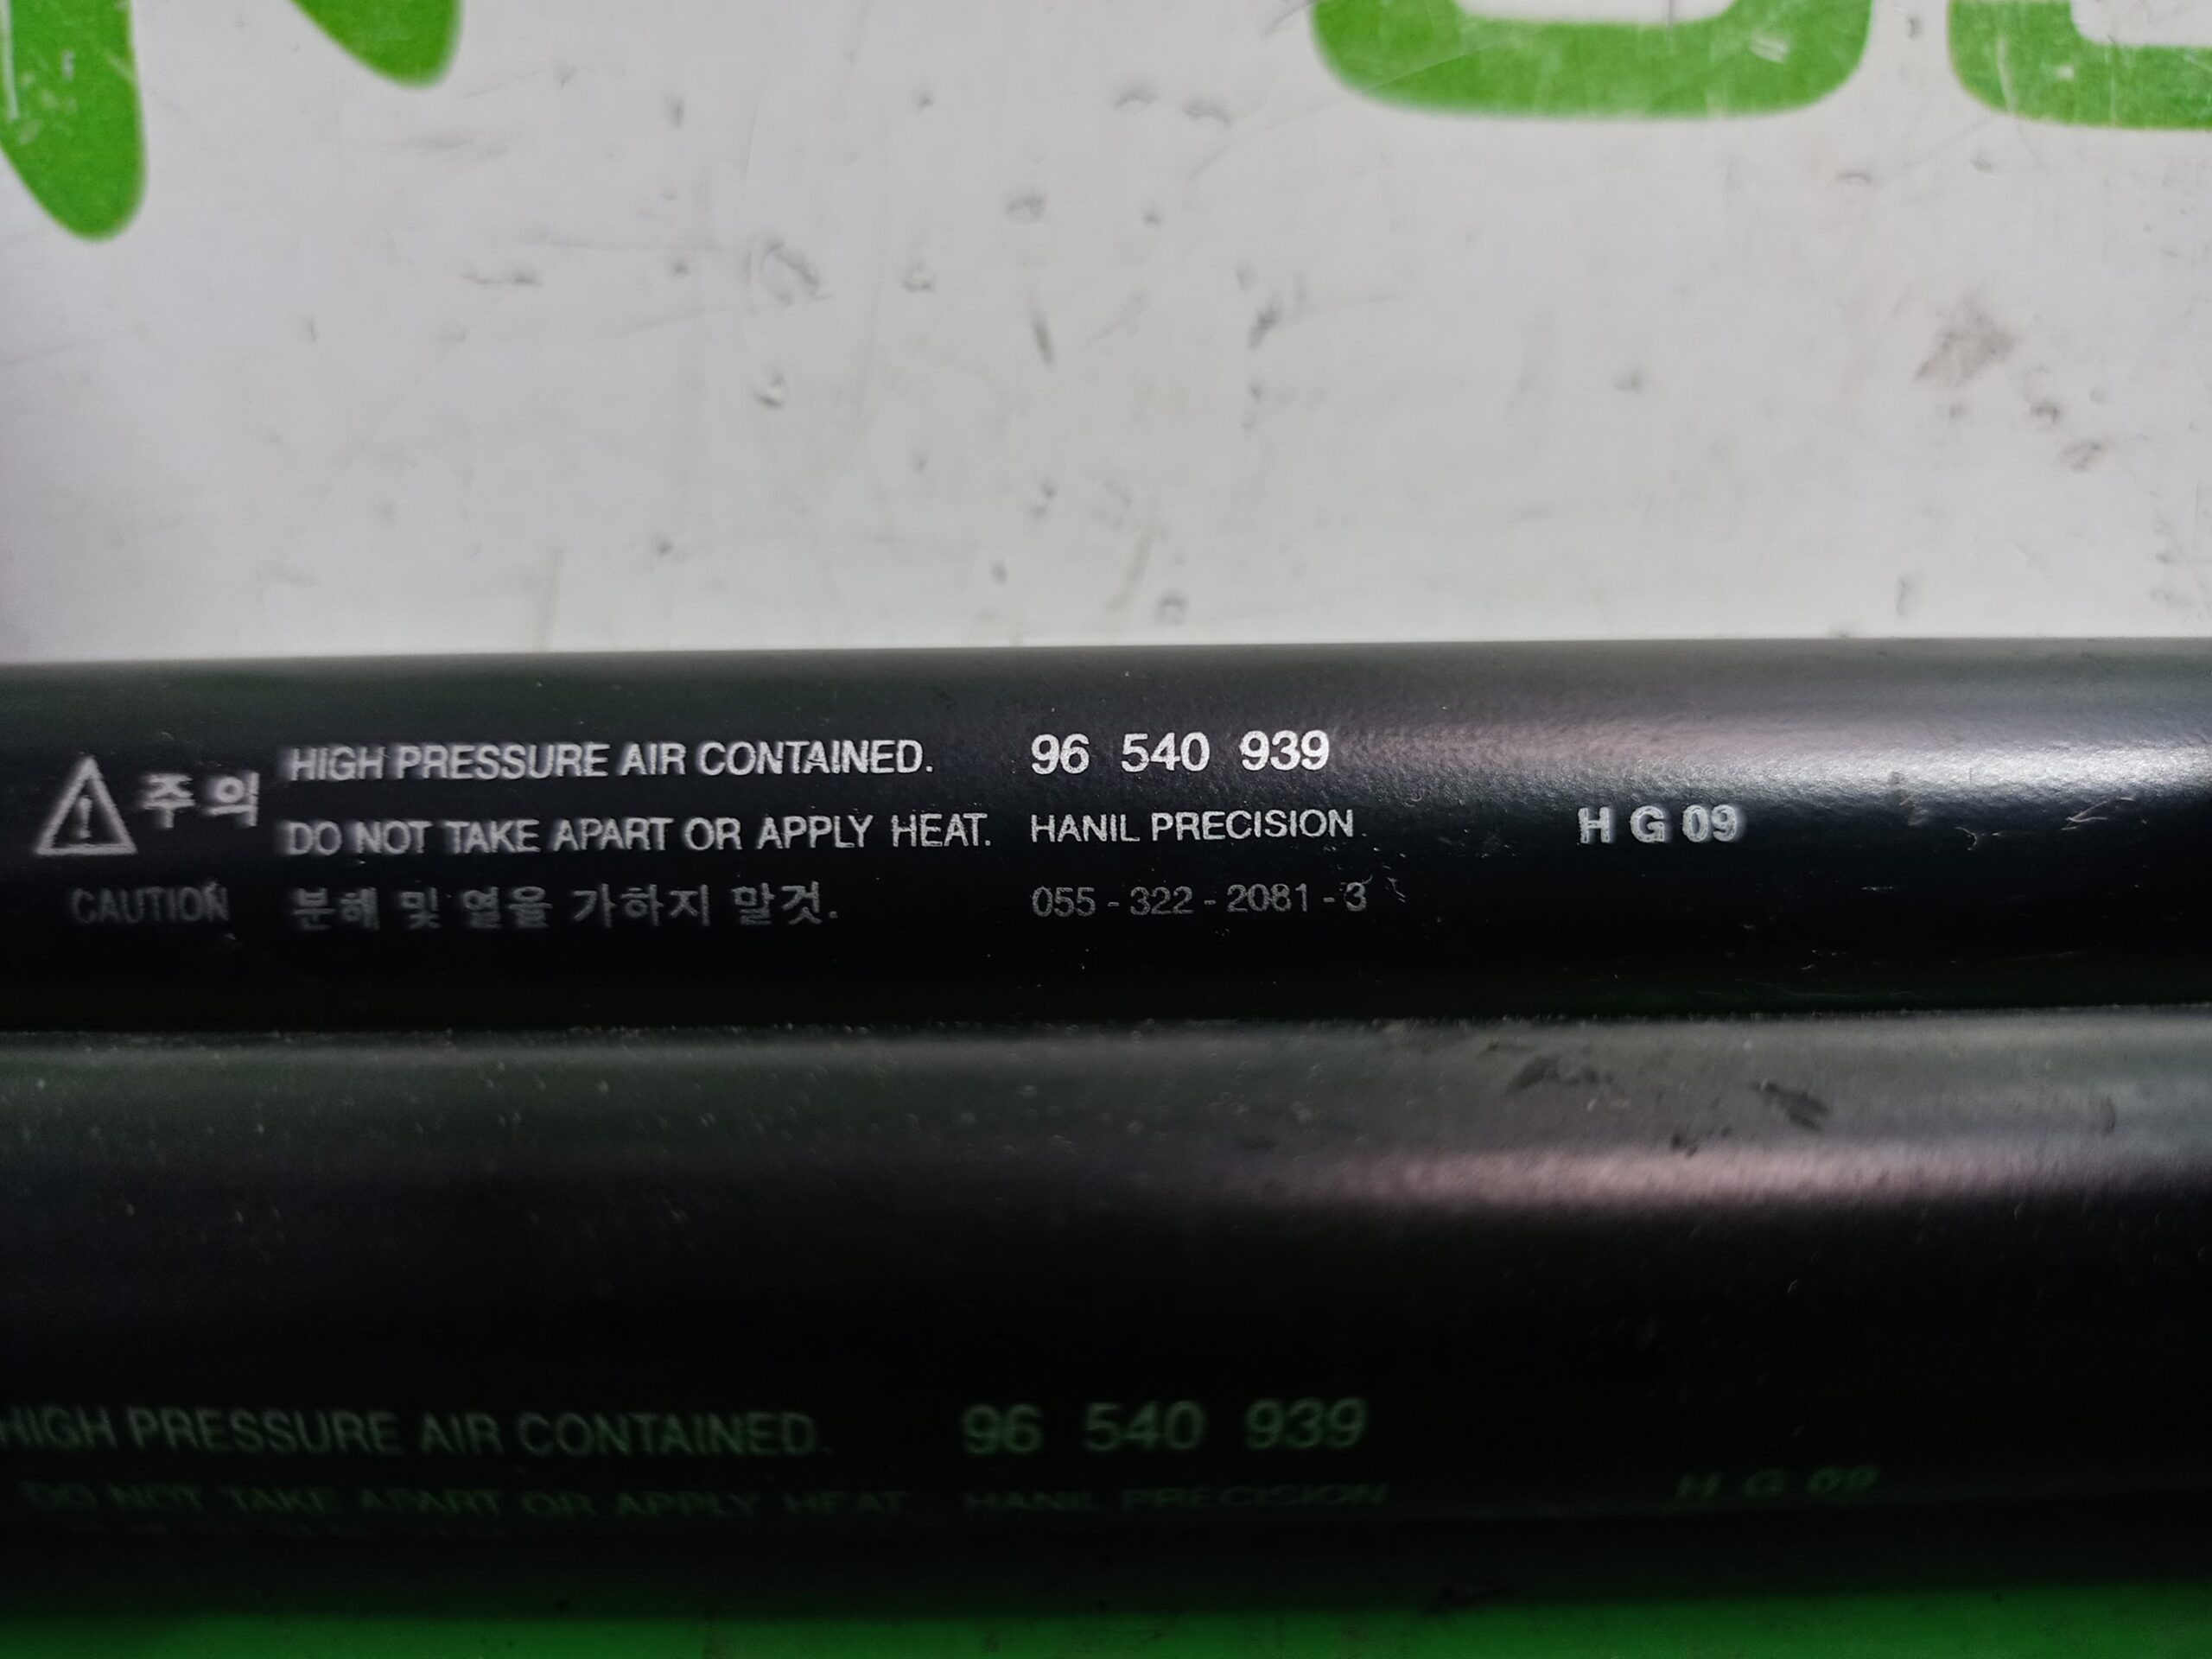 HIGH PRESSURE AIR CONTAINED. 96 540 939
주의 DO NOT TAKE APART OR APPLY HEAT. HANIL PRECISION H G 09
CAUTION 분해 및 열을 가하지 말것. 055 - 322 - 2081 - 3
HIGH PRESSURE AIR CONTAINED. 96 540 939
DO NOT TAKE APART OR APPLY HEAT HANIL PRECISION H G 09